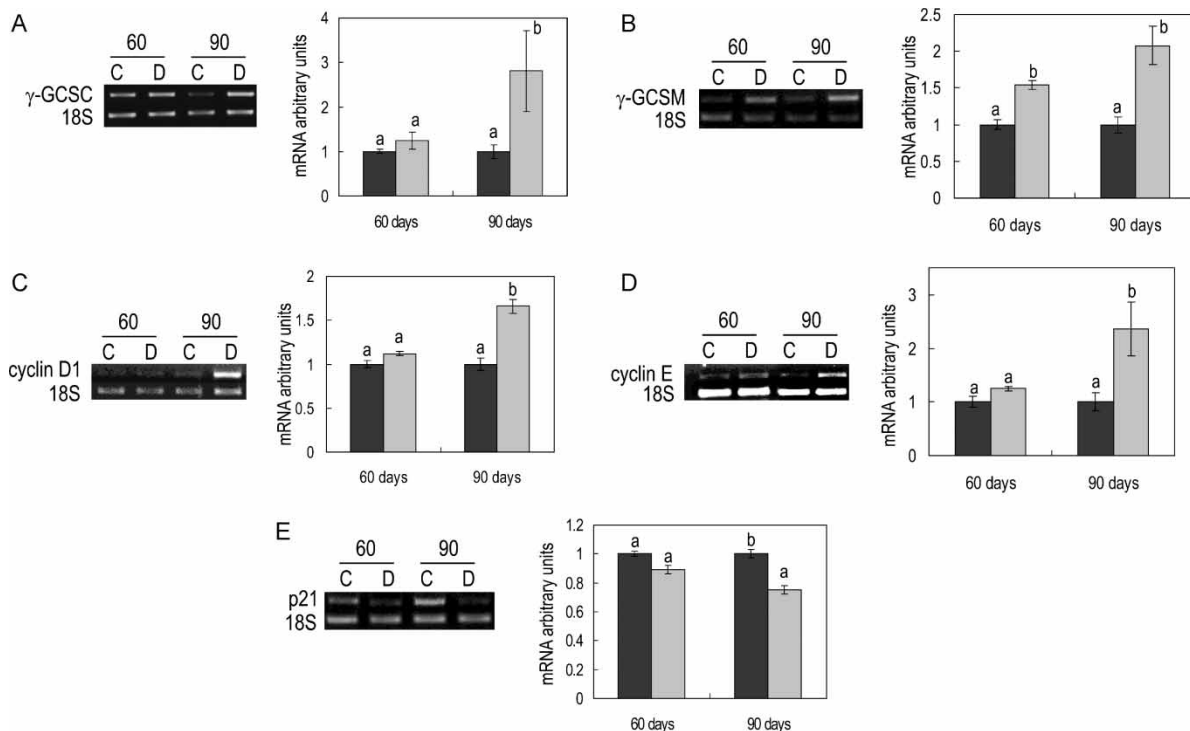 A
60 90
C D C D
γ-GCSC
18S
mRNA arbitrary units
4
3
2
1
0
a a a b
60 days 90 days
B
60 90
C D C D
γ-GCSM
18S
mRNA arbitrary units
2.5
2
1.5
1
0.5
0
a b a b
60 days 90 days
C
60 90
C D C D
cyclin D1
18S
mRNA arbitrary units
2
1.5
1
0.5
0
a a a b
60 days 90 days
D
60 90
C D C D
cyclin E
18S
mRNA arbitrary units
3
2
1
0
a a a b
60 days 90 days
E
60 90
C D C D
p21
18S
mRNA arbitrary units
1.2
1
0.8
0.6
0.4
0.2
0
a a b a
60 days 90 days